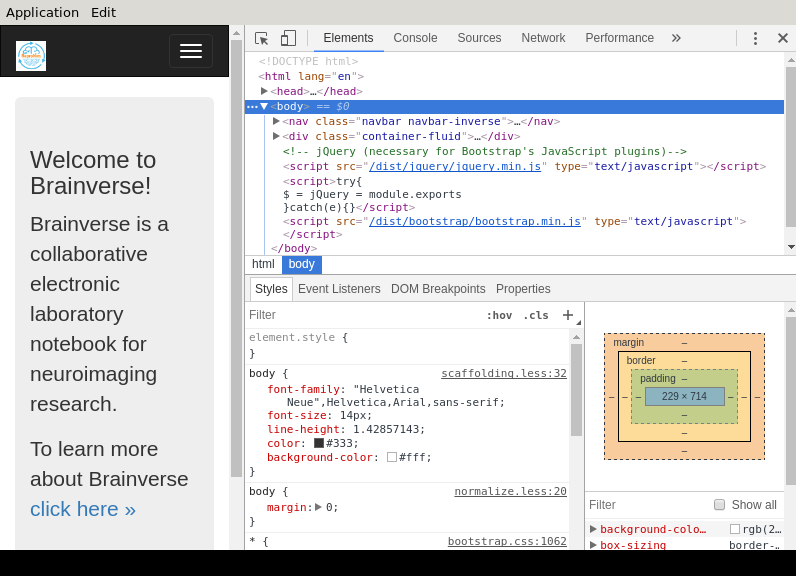 Application Edit
Welcome to
Brainverse!
Brainverse is a
collaborative
electronic
laboratory
notebook for
neuroimaging
research.
To learn more
about Brainverse
click here »
Elements Console Sources Network Performance »
<!DOCTYPE html>
<html lang="en">
▶<head>…</head>
…▼<body> == $0
▶<nav class="navbar navbar-inverse">…</nav>
▶<div class="container-fluid">…</div>
<!-- jQuery (necessary for Bootstrap's JavaScript plugins)-->
<script src="/dist/jquery/jquery.min.js" type="text/javascript"></script>
<script>try{
$ = jQuery = module.exports
}catch(e){}</script>
<script src="/dist/bootstrap/bootstrap.min.js" type="text/javascript">
</script>
</body>
html body
Styles Event Listeners DOM Breakpoints Properties
Filter :hov .cls +
element.style {
}
body { scaffolding.less:32
font-family: "Helvetica
Neue",Helvetica,Arial,sans-serif;
font-size: 14px;
line-height: 1.42857143;
color: #333;
background-color: #fff;
}
body { normalize.less:20
margin:▶ 0;
}
* { bootstrap.css:1062
margin –
border –
padding –
– – – 229 × 714 – – –
–
–
–
Filter Show all
▶ background-colo… rgb(2…
▶ box-sizing border-…